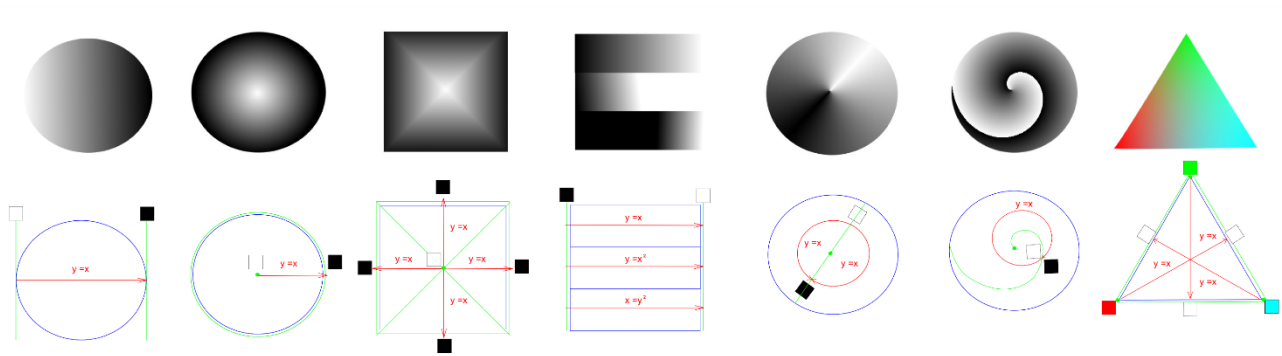 y =x
y =x
y =x
y =x
y =x
y =x
y =x
y =x²
x =y²
y =x
y =x
y =x
y =x
y =x
y =x